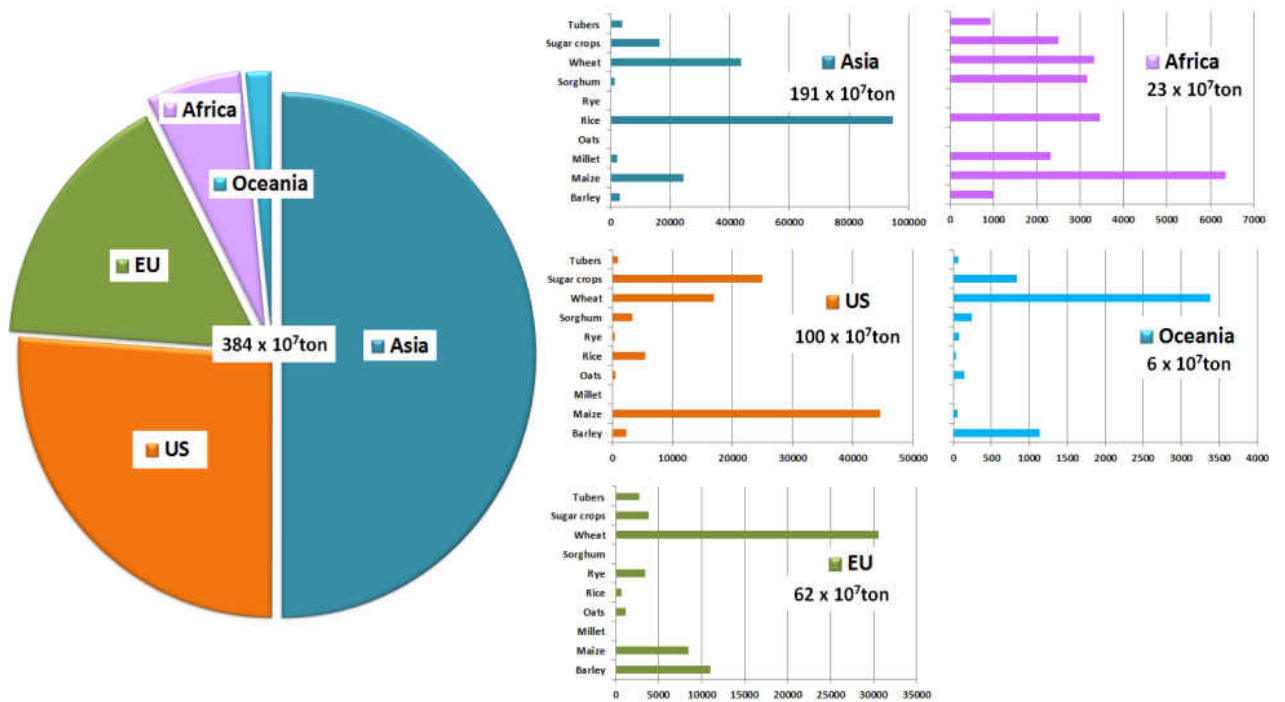 Africa
Oceania
EU
384 x 10⁷ton
Asia
US
Tubers
Sugar crops
Wheat
Sorghum
Rye
Rice
Oats
Millet
Maize
Barley
0 20000 40000 60000 80000 100000
Asia
191 x 10⁷ton
0 1000 2000 3000 4000 5000 6000 7000
Africa
23 x 10⁷ton
Tubers
Sugar crops
Wheat
Sorghum
Rye
Rice
Oats
Millet
Maize
Barley
0 10000 20000 30000 40000 50000
US
100 x 10⁷ton
0 500 1000 1500 2000 2500 3000 3500 4000
Oceania
6 x 10⁷ton
Tubers
Sugar crops
Wheat
Sorghum
Rye
Rice
Oats
Millet
Maize
Barley
0 5000 10000 15000 20000 25000 30000 35000
EU
62 x 10⁷ton